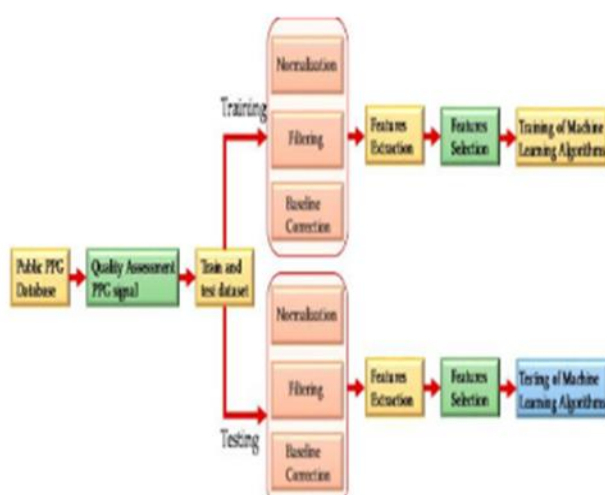 Normalization
Training
Filtering
Features
Extraction
Features
Selection
Training of Machine
Learning Algorithms
Baseline
Correction
Public PPG
Database
Quality Assessment
PPG signal
Train and
test dataset
Normalization
Filtering
Features
Extraction
Features
Selection
Testing of Machine
Learning Algorithms
Testing
Baseline
Correction